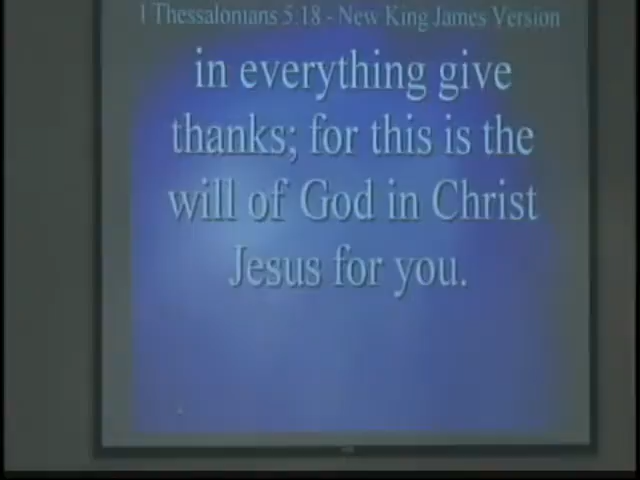 1 Thessalonians 5:18 - New King James Version
in everything give
thanks; for this is the
will of God in Christ
Jesus for you.